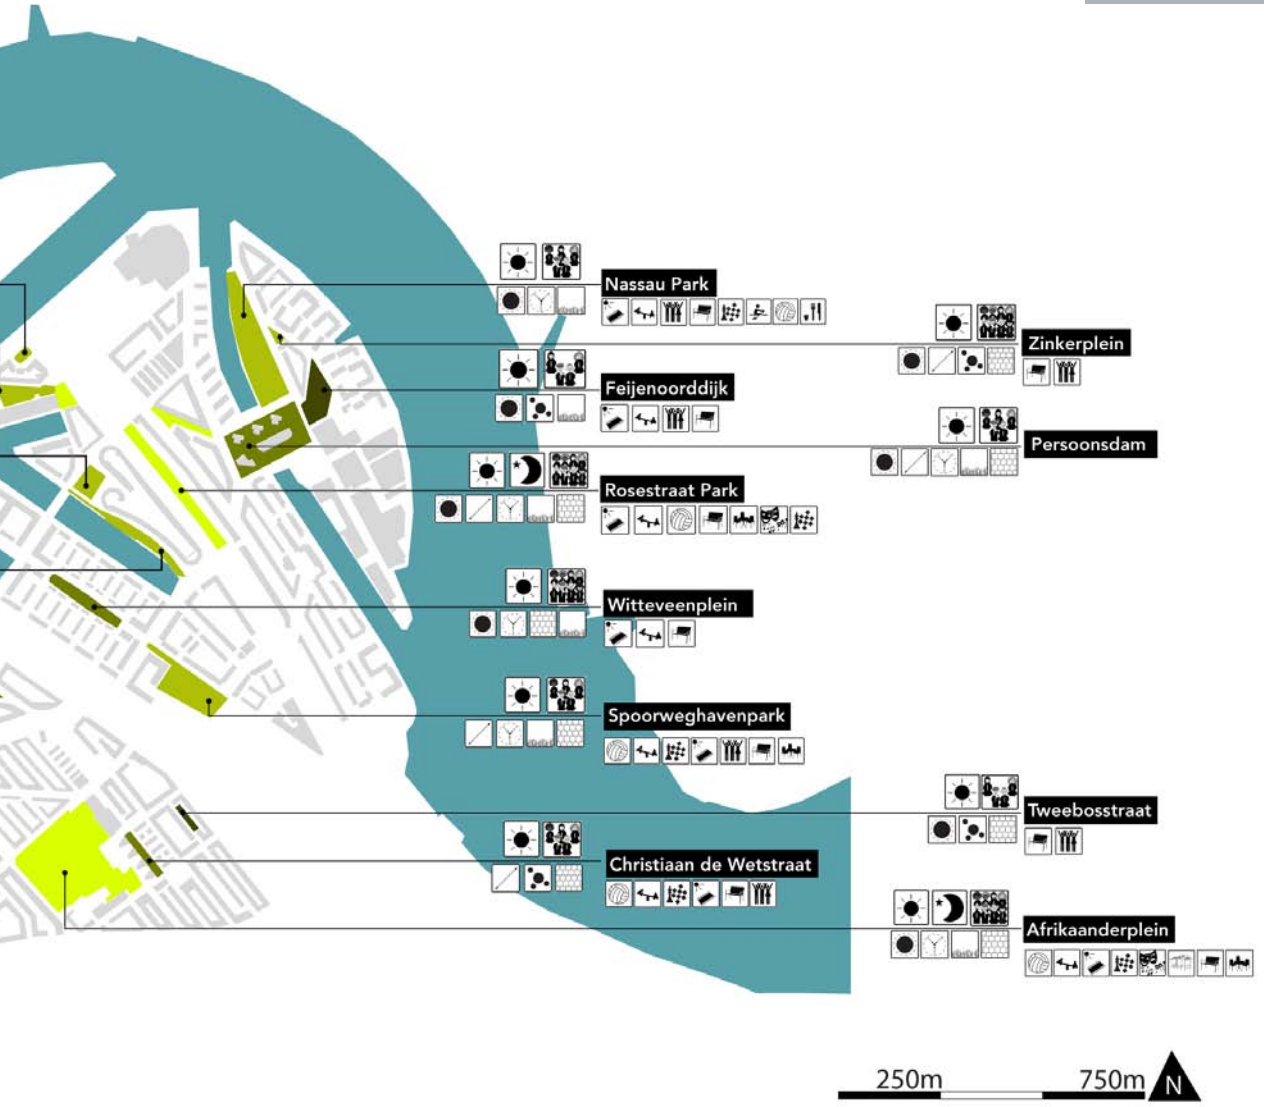 Nassau Park
Zinkerplein
Feijenoorddijk
Persoonsdam
Rosestraat Park
Witteveenplein
Spoorweghavenpark
Tweebosstraat
Christiaan de Wetstraat
Afrikaanderplein
250m 750m N